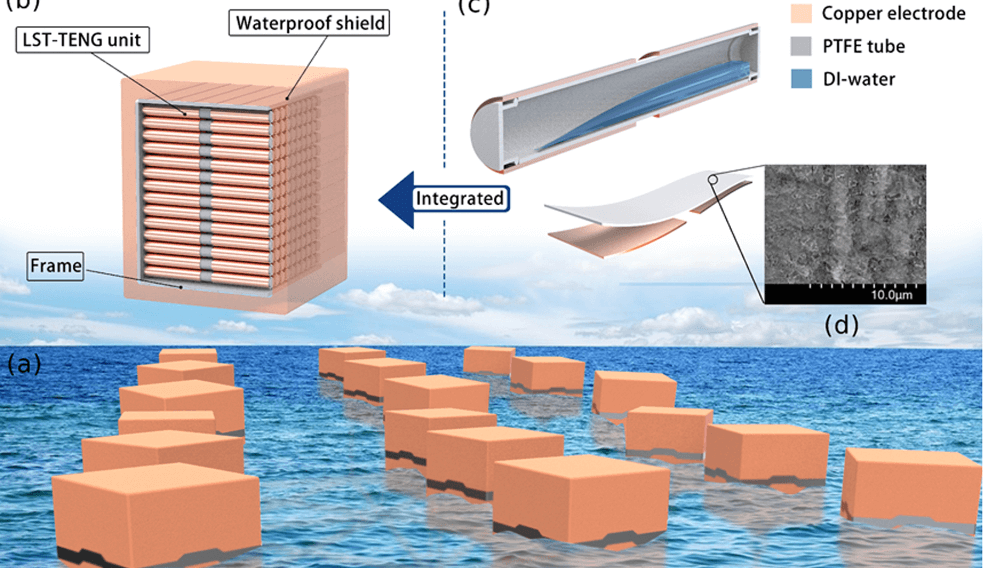 (b)
Waterproof shield
LST-TENG unit
Frame
(c)
Copper electrode
PTFE tube
DI-water
Integrated
10.0µm
(d)
(a)